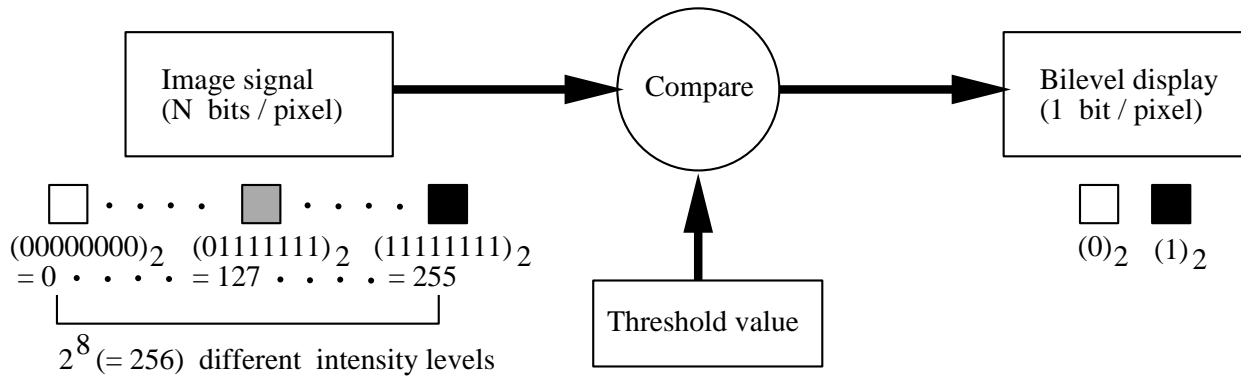 Image signal
(N bits / pixel)
Compare
Bilevel display
(1 bit / pixel)
(00000000)2 (01111111)2 (11111111)2
= 0 · · · · = 127 · · · · = 255
2^8 (= 256) different intensity levels
Threshold value
(0)2 (1)2